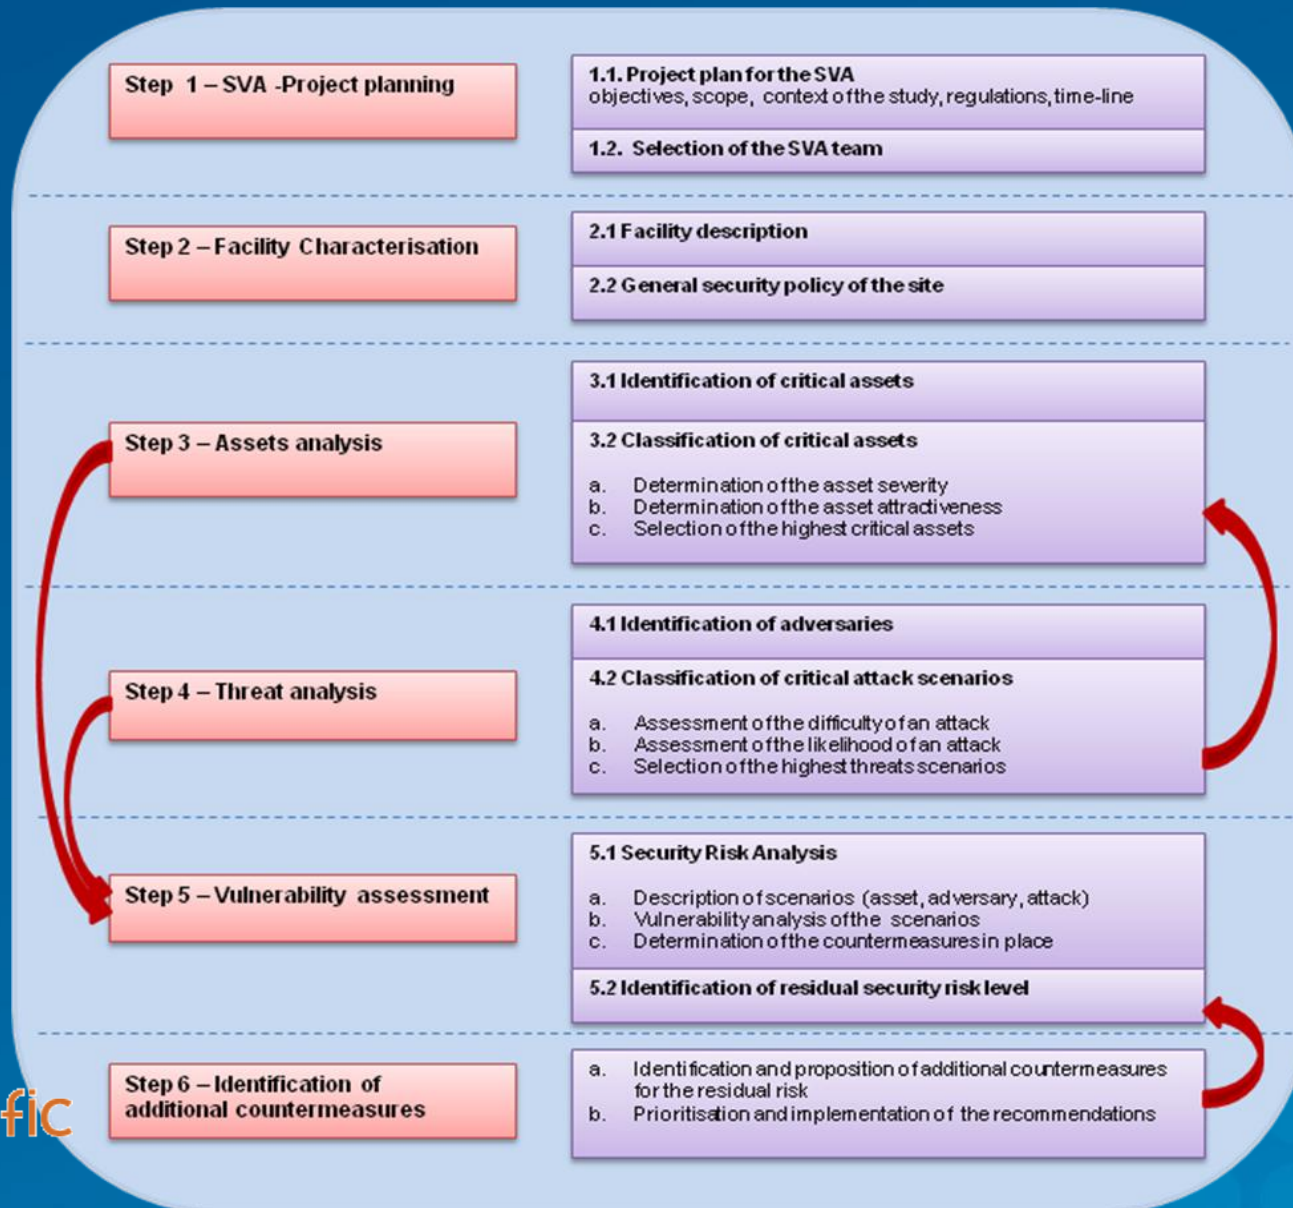 Step 1 – SVA -Project planning
1.1. Project plan for the SVA
objectives, scope, context of the study, regulations, time-line
1.2. Selection of the SVA team
Step 2 – Facility Characterisation
2.1 Facility description
2.2 General security policy of the site
Step 3 – Assets analysis
3.1 Identification of critical assets
3.2 Classification of critical assets
a. Determination of the asset severity
b. Determination of the asset attractiveness
c. Selection of the highest critical assets
Step 4 – Threat analysis
4.1 Identification of adversaries
4.2 Classification of critical attack scenarios
a. Assessment of the difficulty of an attack
b. Assessment of the likelihood of an attack
c. Selection of the highest threats scenarios
Step 5 – Vulnerability assessment
5.1 Security Risk Analysis
a. Description of scenarios (asset, adversary, attack)
b. Vulnerability analysis of the scenarios
c. Determination of the countermeasures in place
5.2 Identification of residual security risk level
Step 6 – Identification of
additional countermeasures
a. Identification and proposition of additional countermeasures
for the residual risk
b. Prioritisation and implementation of the recommendations
fic